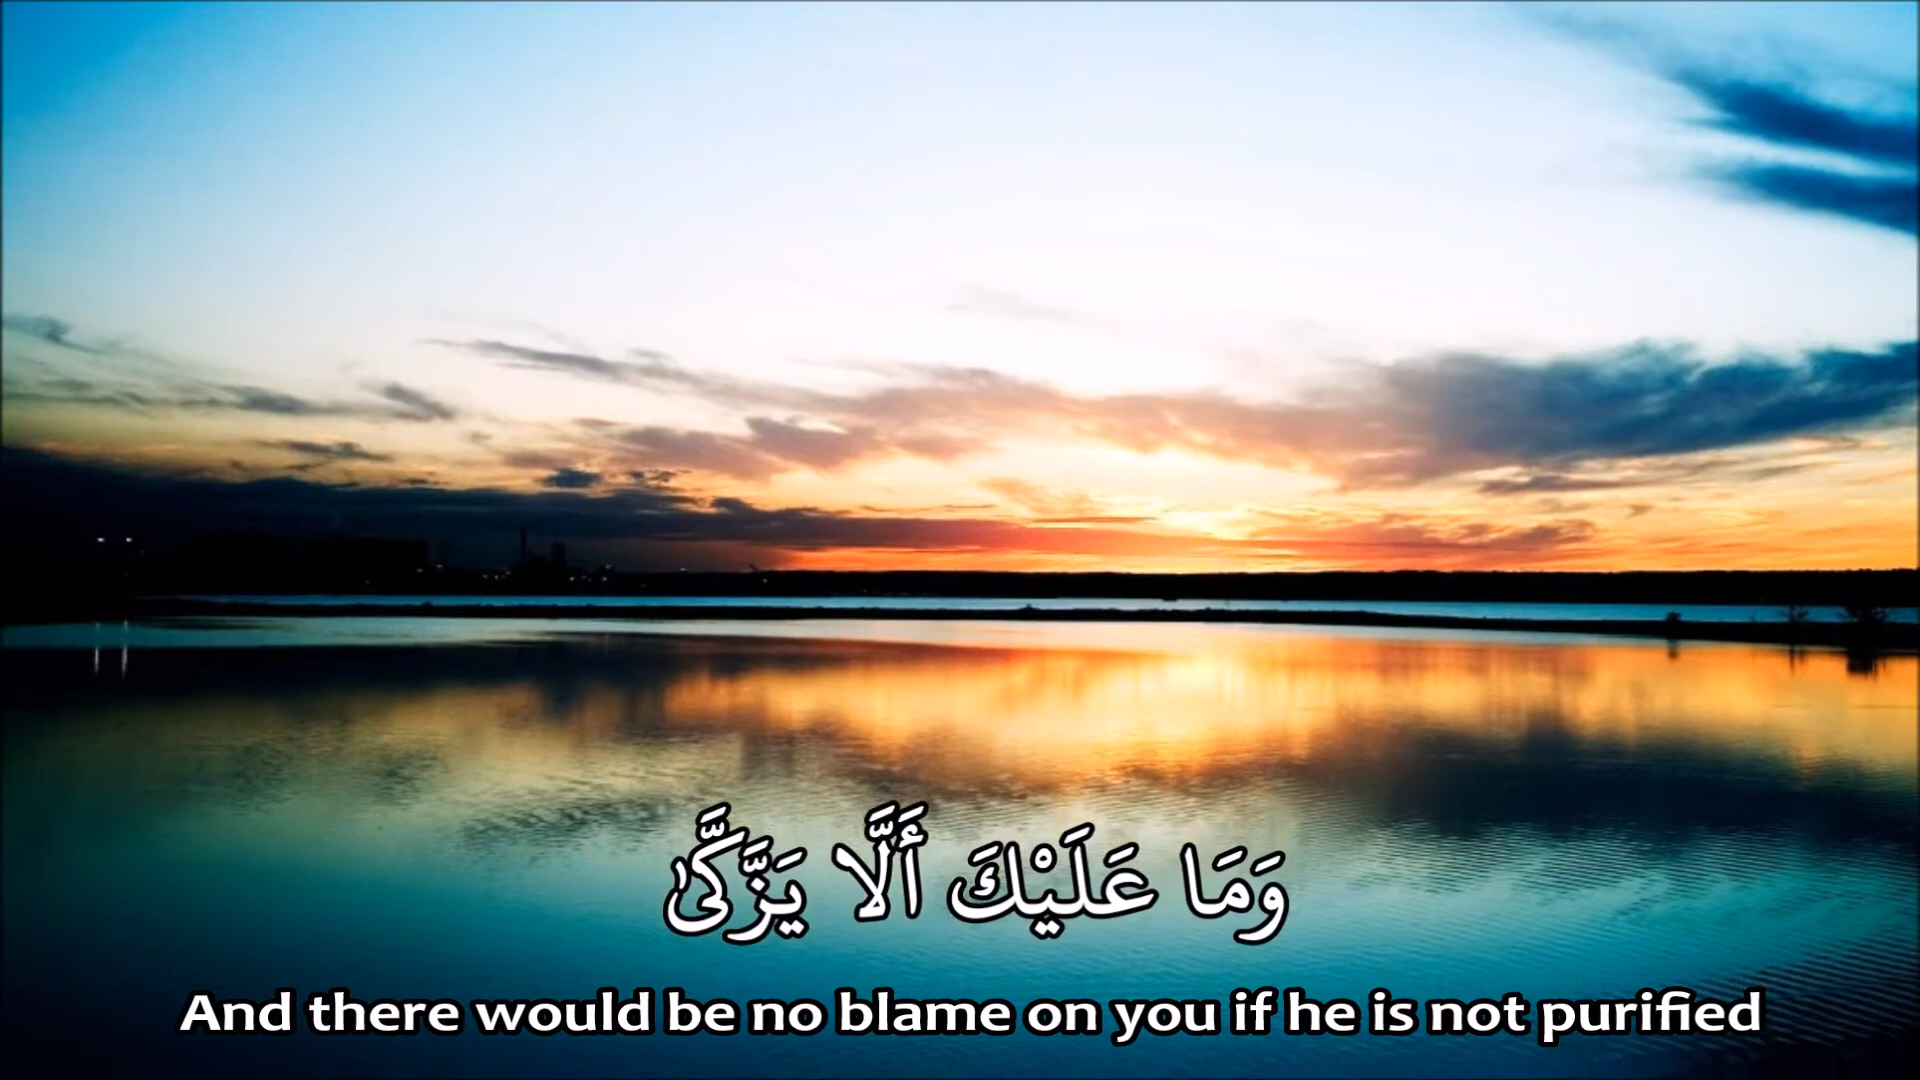 وَمَا عَلَيْكَ أَلَّا يَزَّكَّىٰ
And there would be no blame on you if he is not purified